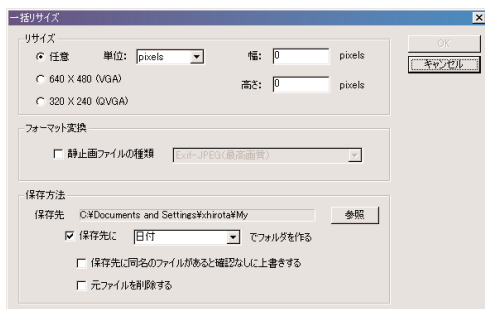 一括リサイズ
リサイズ
任意 単位: pixels 幅: 0 pixels
640 X 480 (VGA)
高さ: 0 pixels
320 X 240 (QVGA)
OK
キャンセル
フォーマット変換
静止画ファイルの種類 Exif-JPEG(最高画質)
保存方法
保存先 C:¥Documents and Settings¥xhirota¥My 参照
保存先に 日付 でフォルダを作る
保存先に同名のファイルがあると確認なしに上書きする
元ファイルを削除する